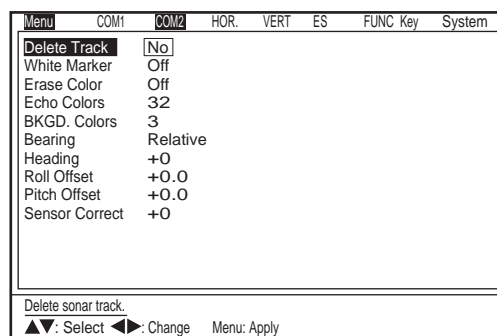 Menu COM1 COM2 HOR. VERT ES FUNC Key System
Delete Track No
White Marker Off
Erase Color Off
Echo Colors 32
BKGD. Colors 3
Bearing Relative
Heading +0
Roll Offset +0.0
Pitch Offset +0.0
Sensor Correct +0
Delete sonar track.
▲▼: Select ◀▶: Change Menu: Apply